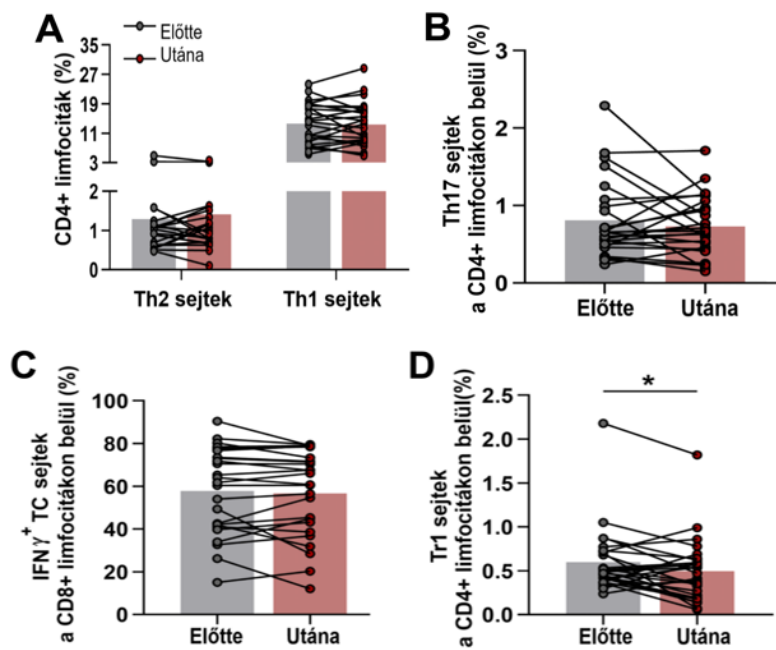 A
Előtte
Utána
CD4+ limfociták (%)
35
27
19
11
3
2
1
0
Th2 sejtek
Th1 sejtek
B
Th17 sejtek
a CD4+ limfocitákon belül (%)
3
2
1
0
Előtte
Utána
C
IFNγ+ TC sejtek
a CD8+ limfocitákon belül (%)
100
80
60
40
20
0
Előtte
Utána
D
Tr1 sejtek
a CD4+ limfocitákon belül(%)
2.5
2.0
1.5
1.0
0.5
0.0
*
Előtte
Utána